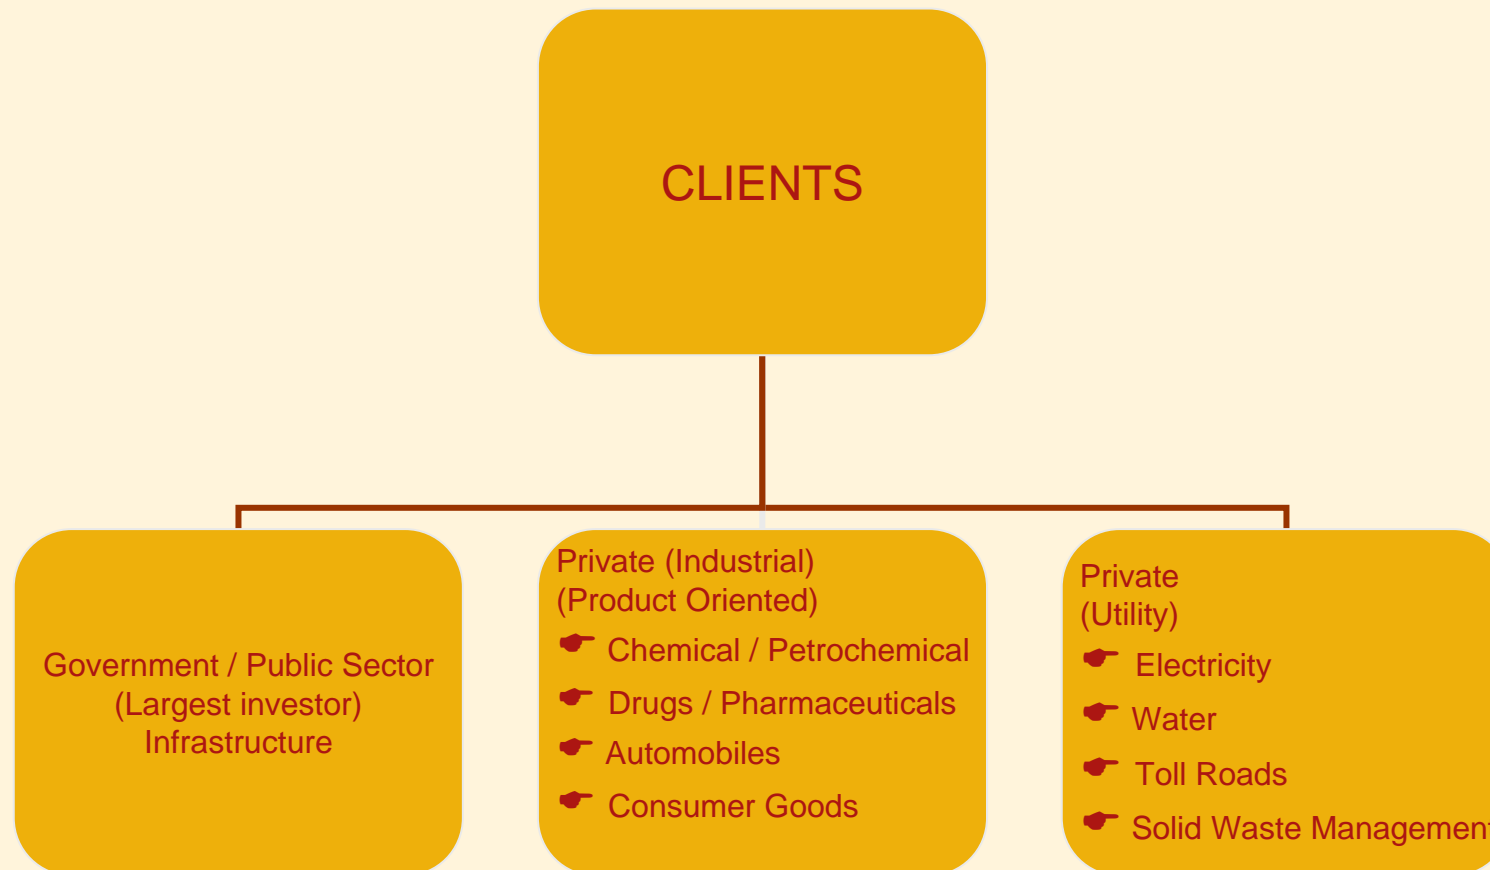 CLIENTS
Government / Public Sector
(Largest investor)
Infrastructure
Private (Industrial)
(Product Oriented)
☛ Chemical / Petrochemical
☛ Drugs / Pharmaceuticals
☛ Automobiles
☛ Consumer Goods
Private
(Utility)
☛ Electricity
☛ Water
☛ Toll Roads
☛ Solid Waste Management